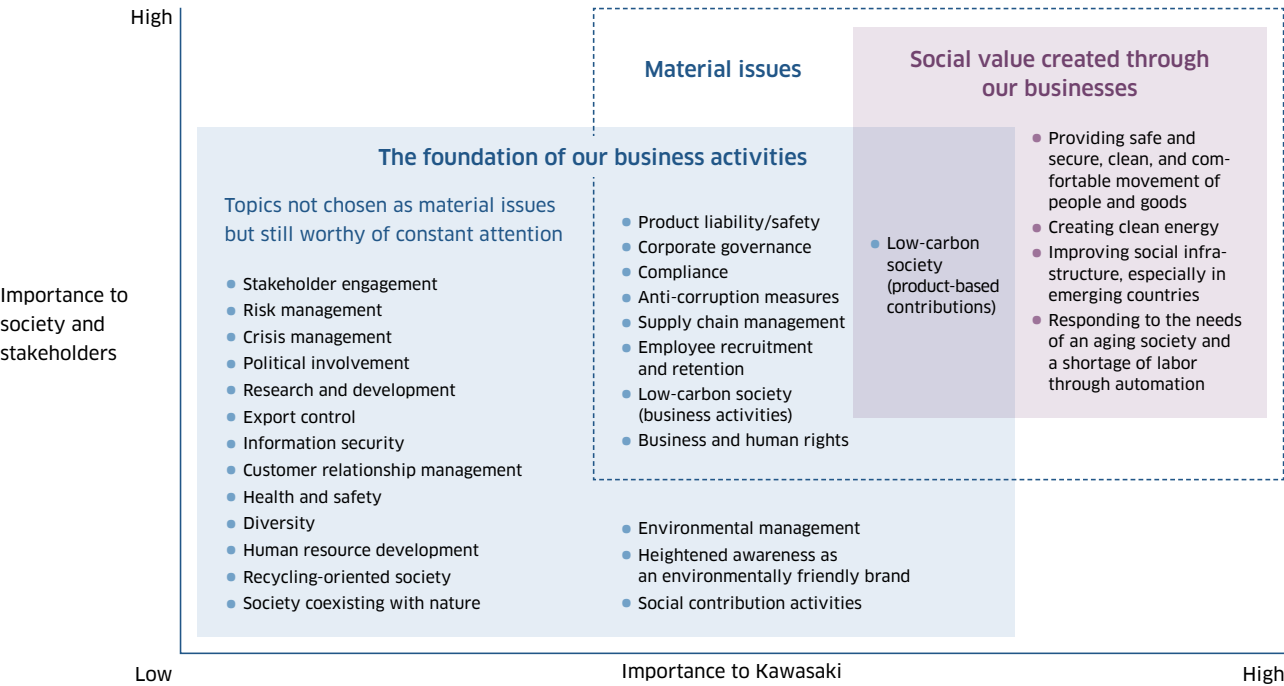 High
Material issues
Social value created through
our businesses
The foundation of our business activities
Topics not chosen as material issues
but still worthy of constant attention
Stakeholder engagement
Risk management
Crisis management
Political involvement
Research and development
Export control
Information security
Customer relationship management
Health and safety
Diversity
Human resource development
Recycling-oriented society
Society coexisting with nature
Product liability/safety
Corporate governance
Compliance
Anti-corruption measures
Supply chain management
Employee recruitment
and retention
Low-carbon society
(business activities)
Business and human rights
Environmental management
Heightened awareness as
an environmentally friendly brand
Social contribution activities
Low-carbon
society
(product-based
contributions)
Providing safe and
secure, clean, and com-
fortable movement of
people and goods
Creating clean energy
Improving social infra-
structure, especially in
emerging countries
Responding to the needs
of an aging society and
a shortage of labor
through automation
Importance to
society and
stakeholders
Low
Importance to Kawasaki
High